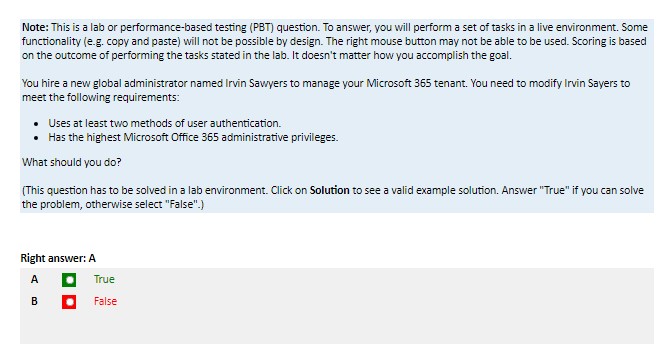 Note: This is a lab or performance-based testing (PBT) question. To answer, you will perform a set of tasks in a live environment. Some
functionality (e.g. copy and paste) will not be possible by design. The right mouse button may not be able to be used. Scoring is based
on the outcome of performing the tasks stated in the lab. It doesn't matter how you accomplish the goal.
You hire a new global administrator named Irvin Sawyers to manage your Microsoft 365 tenant. You need to modify Irvin Sayers to
meet the following requirements:
• Uses at least two methods of user authentication.
• Has the highest Microsoft Office 365 administrative privileges.
What should you do?
(This question has to be solved in a lab environment. Click on Solution to see a valid example solution. Answer "True" if you can solve
the problem, otherwise select "False".)
Right answer: A
A True
B False